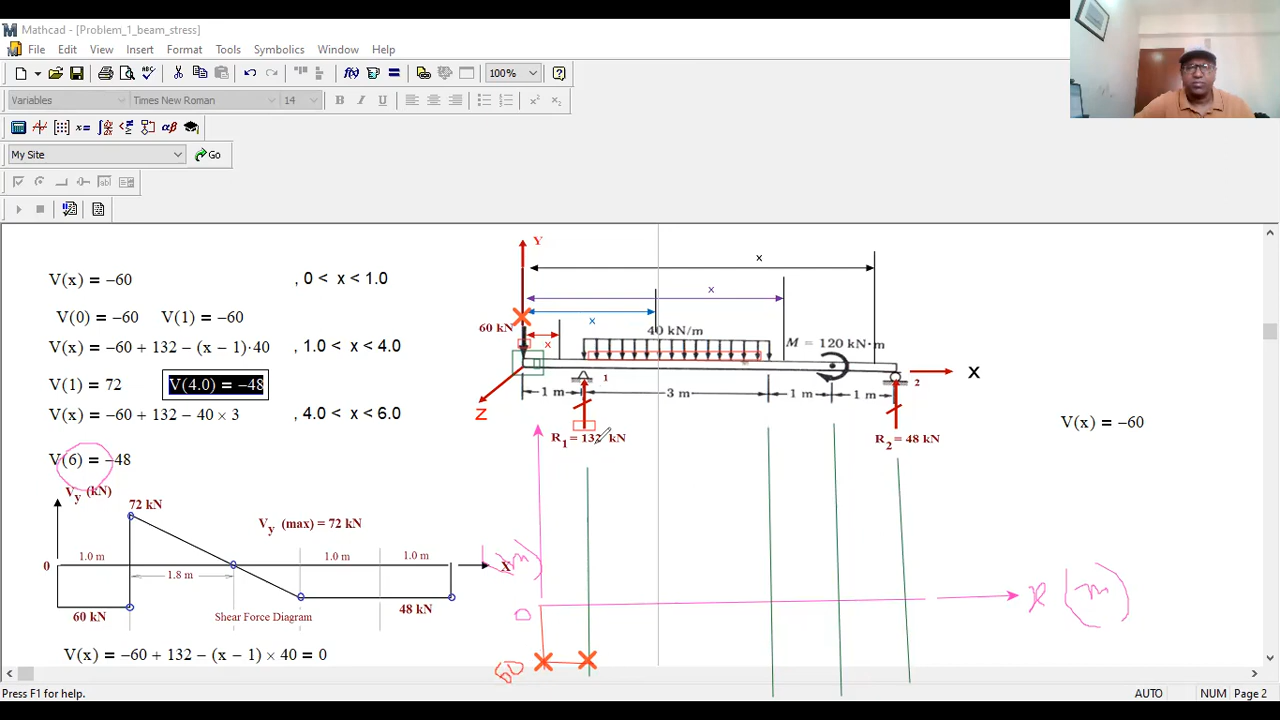 Mathcad - [Problem_1_beam_stress]
File Edit View Insert Format Tools Symbolics Window Help
100%
Variables Times New Roman 14 B I U
My Site Go
V(x) = −60 , 0 < x < 1.0
V(0) = −60 V(1) = −60
V(x) = −60 + 132 − (x − 1)·40 , 1.0 < x < 4.0
V(1) = 72 V(4.0) = −48
V(x) = −60 + 132 − 40 × 3 , 4.0 < x < 6.0
V(6) = −48
Vy (kN)
72 kN
Vy (max) = 72 kN
1.0 m 1.0 m 1.0 m
0 X
1.8 m
60 kN 48 kN
Shear Force Diagram
V(x) = −60 + 132 − (x − 1) × 40 = 0
Y
x
x
x
x
60 kN
40 kN/m
M = 120 kN·m
X
Z
1 2
1 m 3 m 1 m 1 m
R1 = 132 kN R2 = 48 kN
V(x) = −60
0
x (m)
60
Press F1 for help. AUTO NUM Page 2